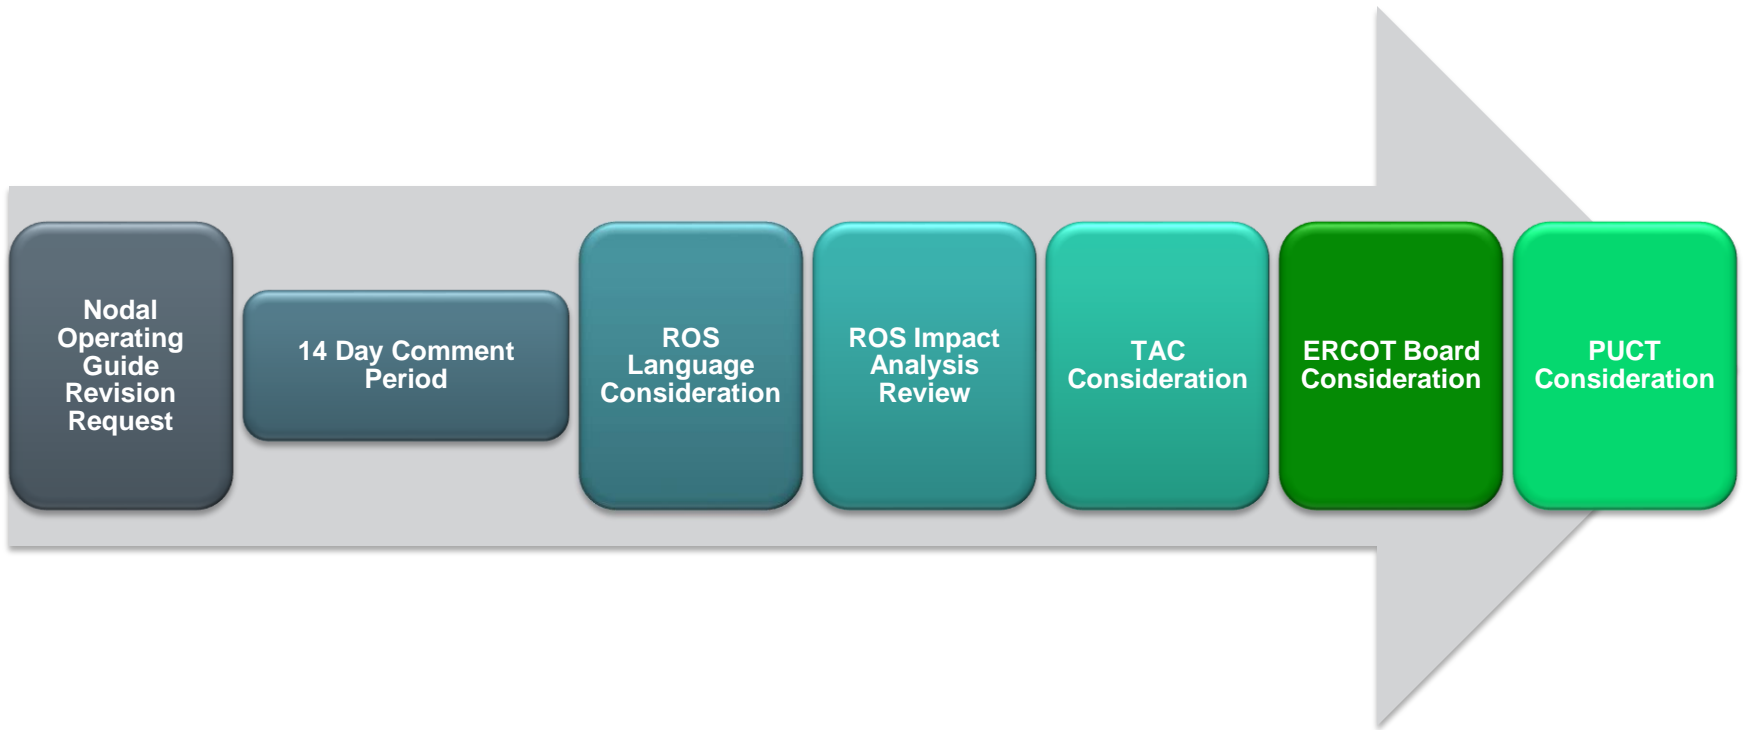 Nodal
Operating
Guide
Revision
Request
14 Day Comment
Period
ROS
Language
Consideration
ROS Impact
Analysis
Review
TAC
Consideration
ERCOT Board
Consideration
PUCT
Consideration